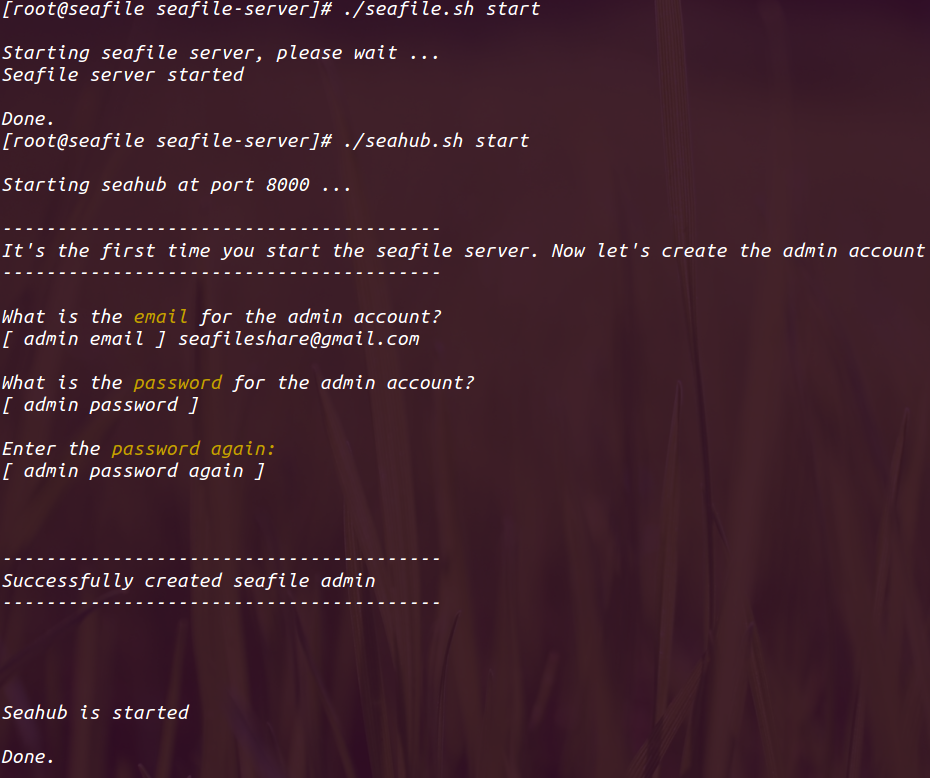 [root@seafile seafile-server]# ./seafile.sh start
Starting seafile server, please wait ...
Seafile server started
Done.
[root@seafile seafile-server]# ./seahub.sh start
Starting seahub at port 8000 ...
----------------------------------------
It's the first time you start the seafile server. Now let's create the admin account
----------------------------------------
What is the email for the admin account?
[ admin email ] seafileshare@gmail.com
What is the password for the admin account?
[ admin password ]
Enter the password again:
[ admin password again ]
----------------------------------------
Successfully created seafile admin
----------------------------------------
Seahub is started
Done.